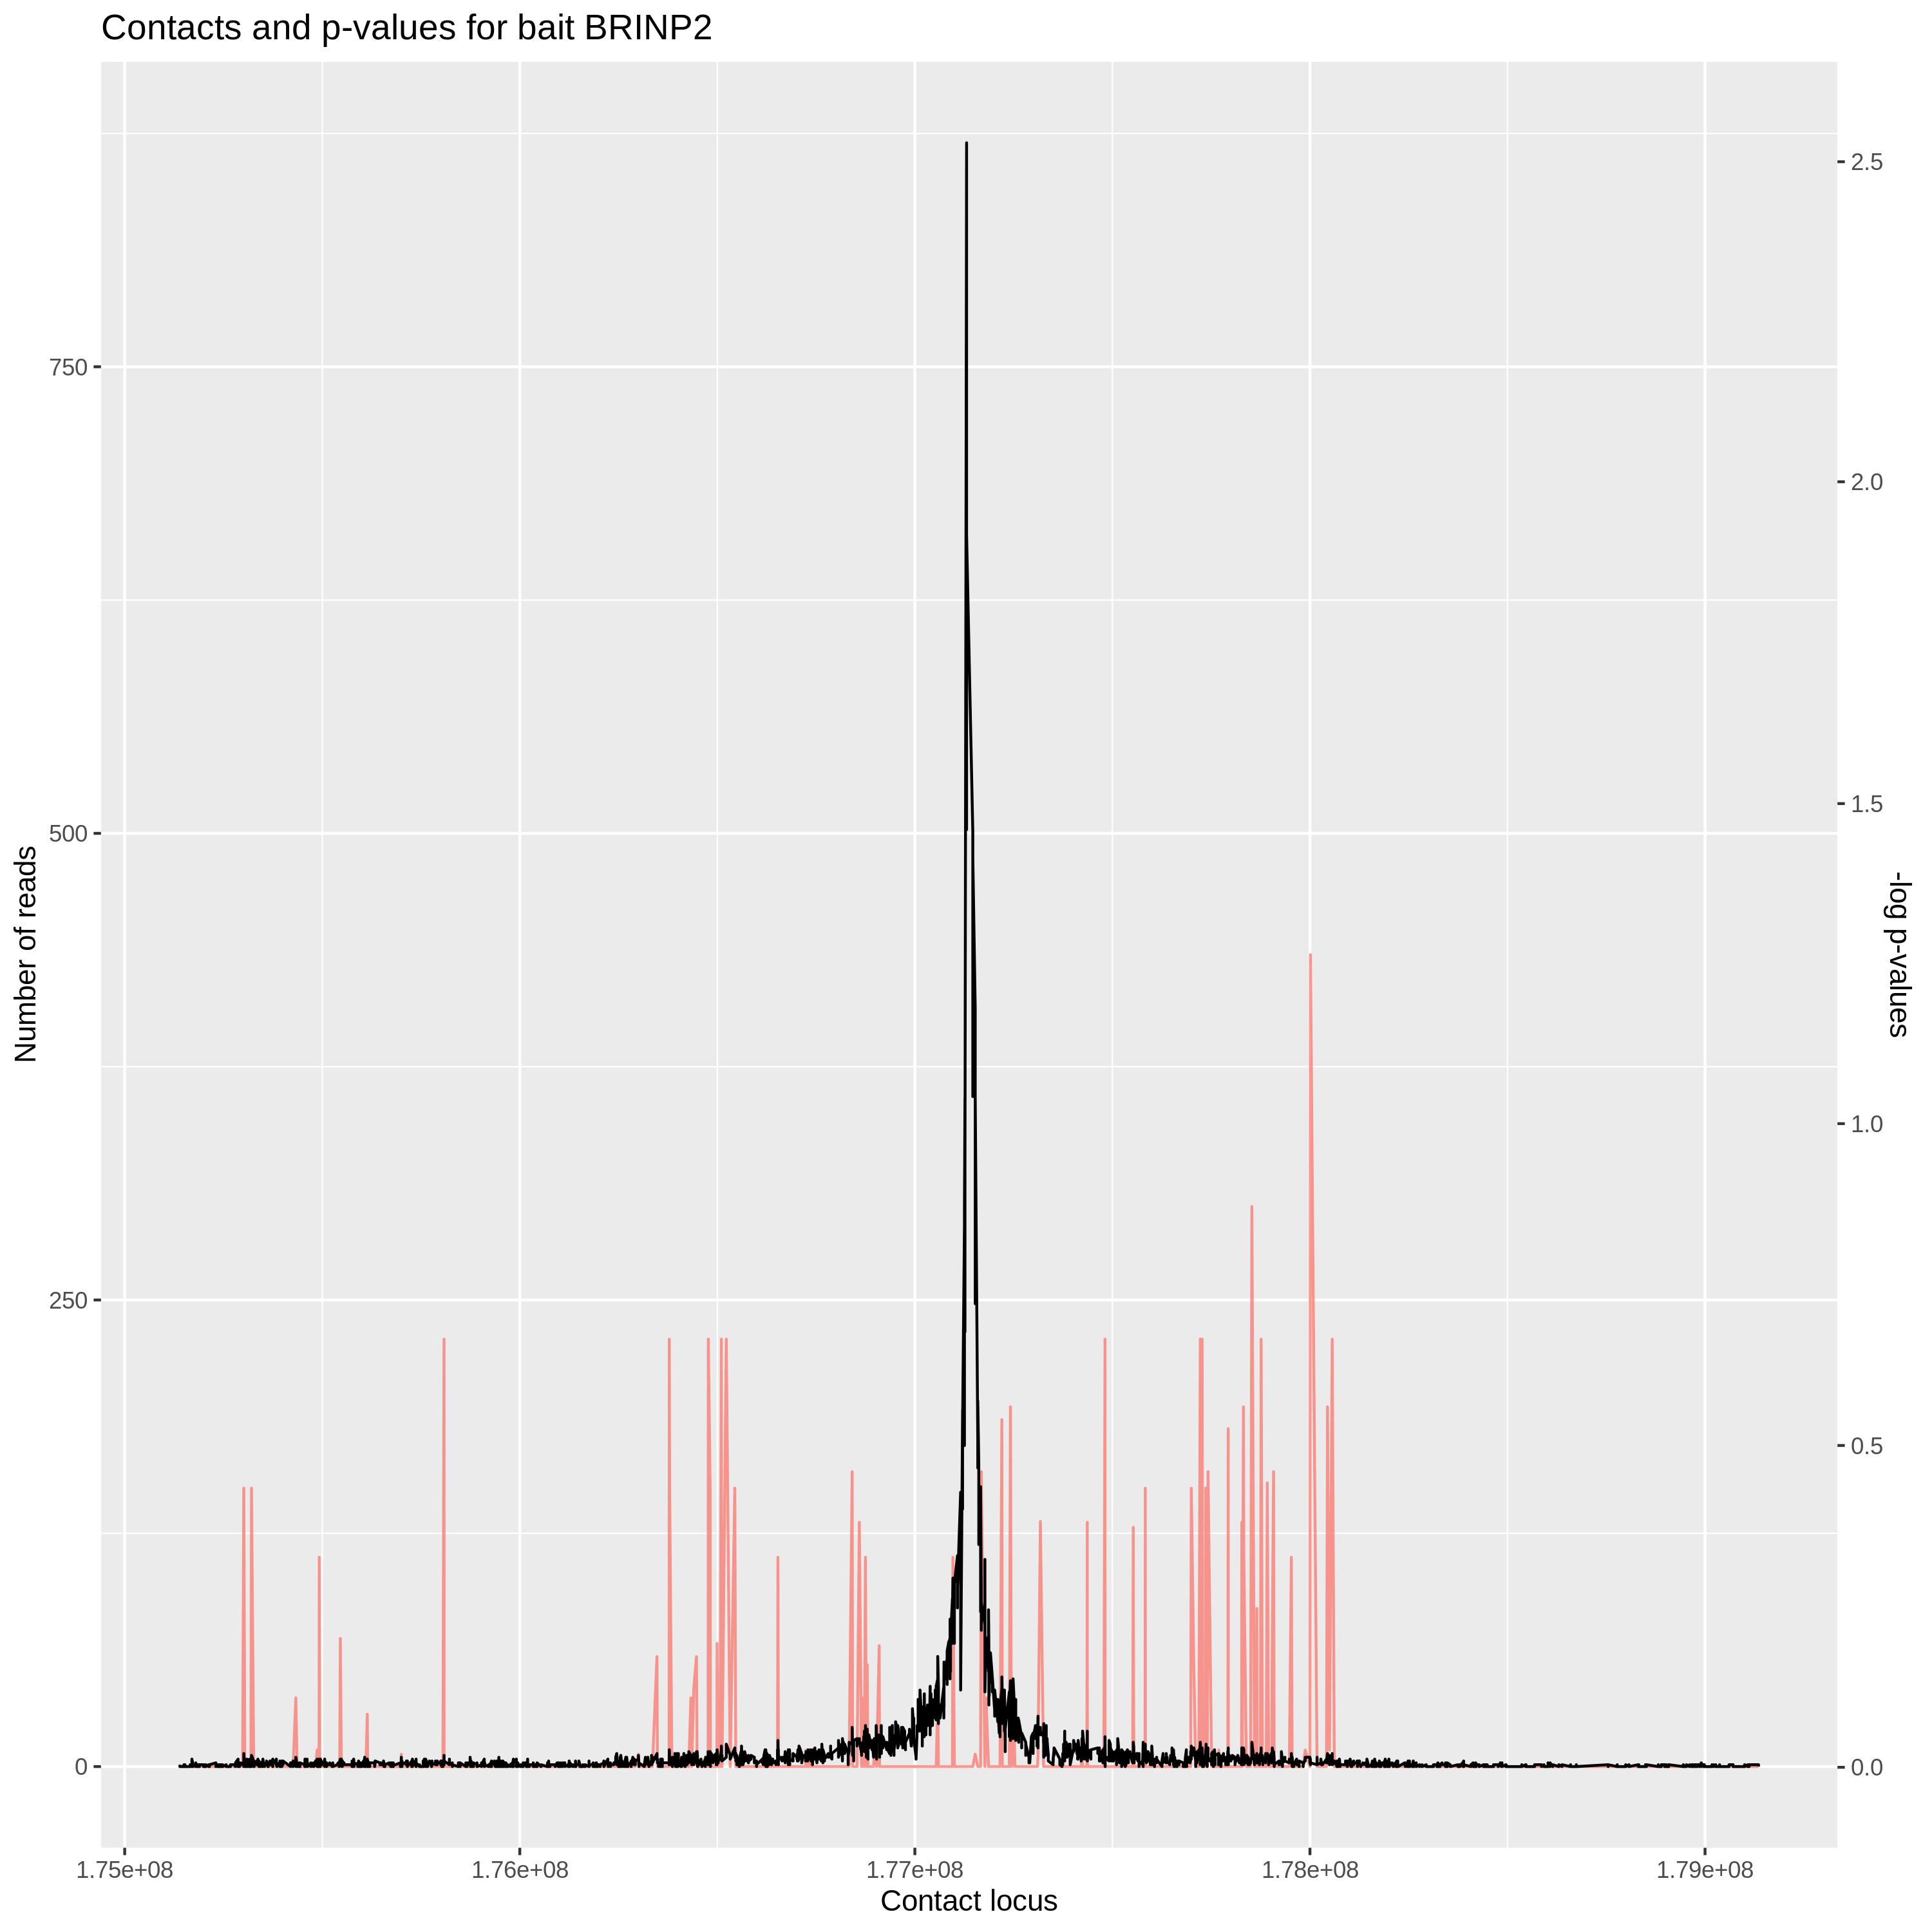 Contacts and p-values for bait BRINP2
Number of reads
750
500
250
0
2.5
2.0
1.5
1.0
0.5
0.0
-log p-values
1.75e+08
1.76e+08
1.77e+08
1.78e+08
1.79e+08
Contact locus